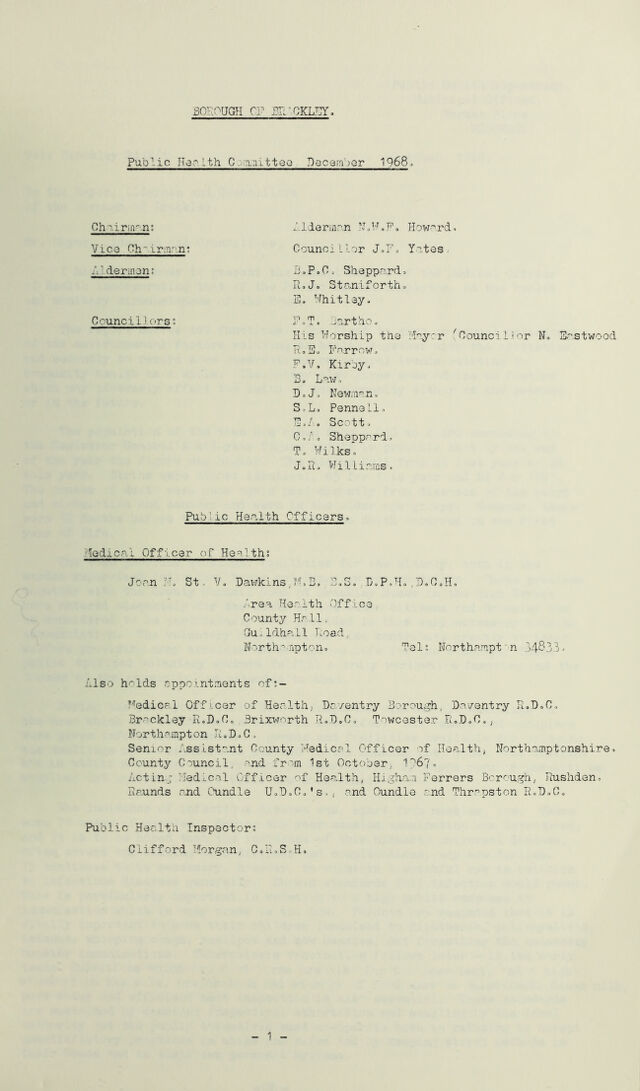 BOROUGH OF BRACKLEY.
Public Health Committee December 1968.
Chairman: Alderman N.W.F. Howard.
Vice Chairman: Councillor J.F. Yates.
Aldermen: B.P.C. Sheppard.
R.J. Staniforth.
E. Whitley.
Councillors: F.T. Bartho.
His Worship the Mayor (Councillor N. Eastwood
R.E. Farrow.
F.V. Kirby.
B. Law.
D.J. Newman.
S.L. Pennell.
E.A. Scott.
C.A. Sheppard.
T. Wilks.
J.R. Williams.
Public Health Officers.
Medical Officer of Health:
Joan M. St. V. Dawkins, M.B. B.S. D.P.H., D.C.H.
Area Health Office,
County Hall,
Guildhall Road,
Northampton. Tel: Northampton 34833.
Also holds appointments of:-
Medical Officer of Health, Daventry Borough, Daventry R.D.C.
Brackley R.D.C. Brixworth R.D.C. Towcester R.D.C.,
Northampton R.D.C.
Senior Assistant County Medical Officer of Health, Northamptonshire.
County Council, and from 1st October, 1967.
Acting Medical Officer of Health, Higham Ferrers Borough, Rushden.
Raunds and Oundle U.D.C.'s., and Oundle and Thrapston R.D.C.
Public Health Inspector:
Clifford Morgan, C.R.S.H.
- 1 -